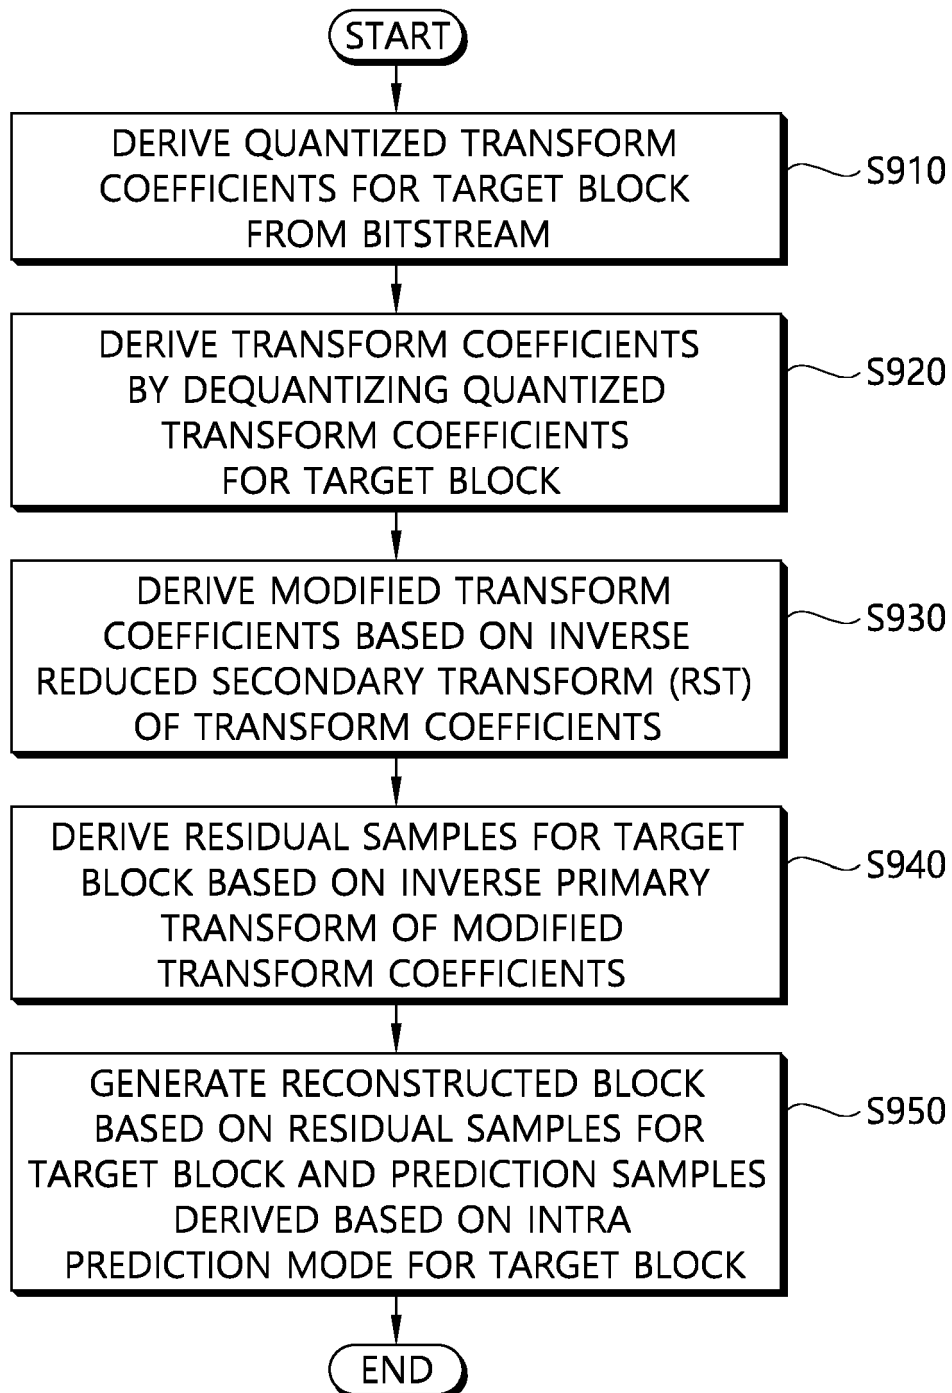 START
DERIVE QUANTIZED TRANSFORM
COEFFICIENTS FOR TARGET BLOCK
FROM BITSTREAM
S910
DERIVE TRANSFORM COEFFICIENTS
BY DEQUANTIZING QUANTIZED
TRANSFORM COEFFICIENTS
FOR TARGET BLOCK
S920
DERIVE MODIFIED TRANSFORM
COEFFICIENTS BASED ON INVERSE
REDUCED SECONDARY TRANSFORM (RST)
OF TRANSFORM COEFFICIENTS
S930
DERIVE RESIDUAL SAMPLES FOR TARGET
BLOCK BASED ON INVERSE PRIMARY
TRANSFORM OF MODIFIED
TRANSFORM COEFFICIENTS
S940
GENERATE RECONSTRUCTED BLOCK
BASED ON RESIDUAL SAMPLES FOR
TARGET BLOCK AND PREDICTION SAMPLES
DERIVED BASED ON INTRA
PREDICTION MODE FOR TARGET BLOCK
S950
END